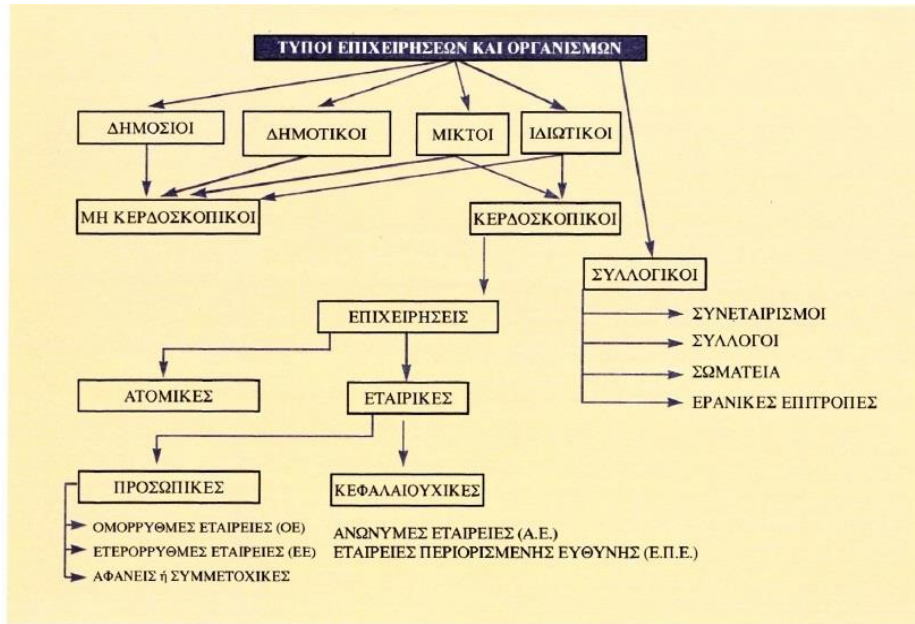 ΤΥΠΟΙ ΕΠΙΧΕΙΡΗΣΕΩΝ ΚΑΙ ΟΡΓΑΝΙΣΜΩΝ
ΔΗΜΟΣΙΟΙ
ΔΗΜΟΤΙΚΟΙ
ΜΙΚΤΟΙ
ΙΔΙΩΤΙΚΟΙ
ΜΗ ΚΕΡΔΟΣΚΟΠΙΚΟΙ
ΚΕΡΔΟΣΚΟΠΙΚΟΙ
ΣΥΛΛΟΓΙΚΟΙ
ΣΥΝΕΤΑΙΡΙΣΜΟΙ
ΣΥΛΛΟΓΟΙ
ΣΩΜΑΤΕΙΑ
ΕΡΑΝΙΚΕΣ ΕΠΙΤΡΟΠΕΣ
ΕΠΙΧΕΙΡΗΣΕΙΣ
ΑΤΟΜΙΚΕΣ
ΕΤΑΙΡΙΚΕΣ
ΠΡΟΣΩΠΙΚΕΣ
ΚΕΦΑΛΑΙΟΥΧΙΚΕΣ
ΟΜΟΡΡΥΘΜΕΣ ΕΤΑΙΡΕΙΕΣ (ΟΕ)
ΕΤΕΡΟΡΡΥΘΜΕΣ ΕΤΑΙΡΕΙΕΣ (ΕΕ)
ΑΦΑΝΕΙΣ ή ΣΥΜΜΕΤΟΧΙΚΕΣ
ΑΝΩΝΥΜΕΣ ΕΤΑΙΡΕΙΕΣ (Α.Ε.)
ΕΤΑΙΡΕΙΕΣ ΠΕΡΙΟΡΙΣΜΕΝΗΣ ΕΥΘΥΝΗΣ (Ε.Π.Ε.)